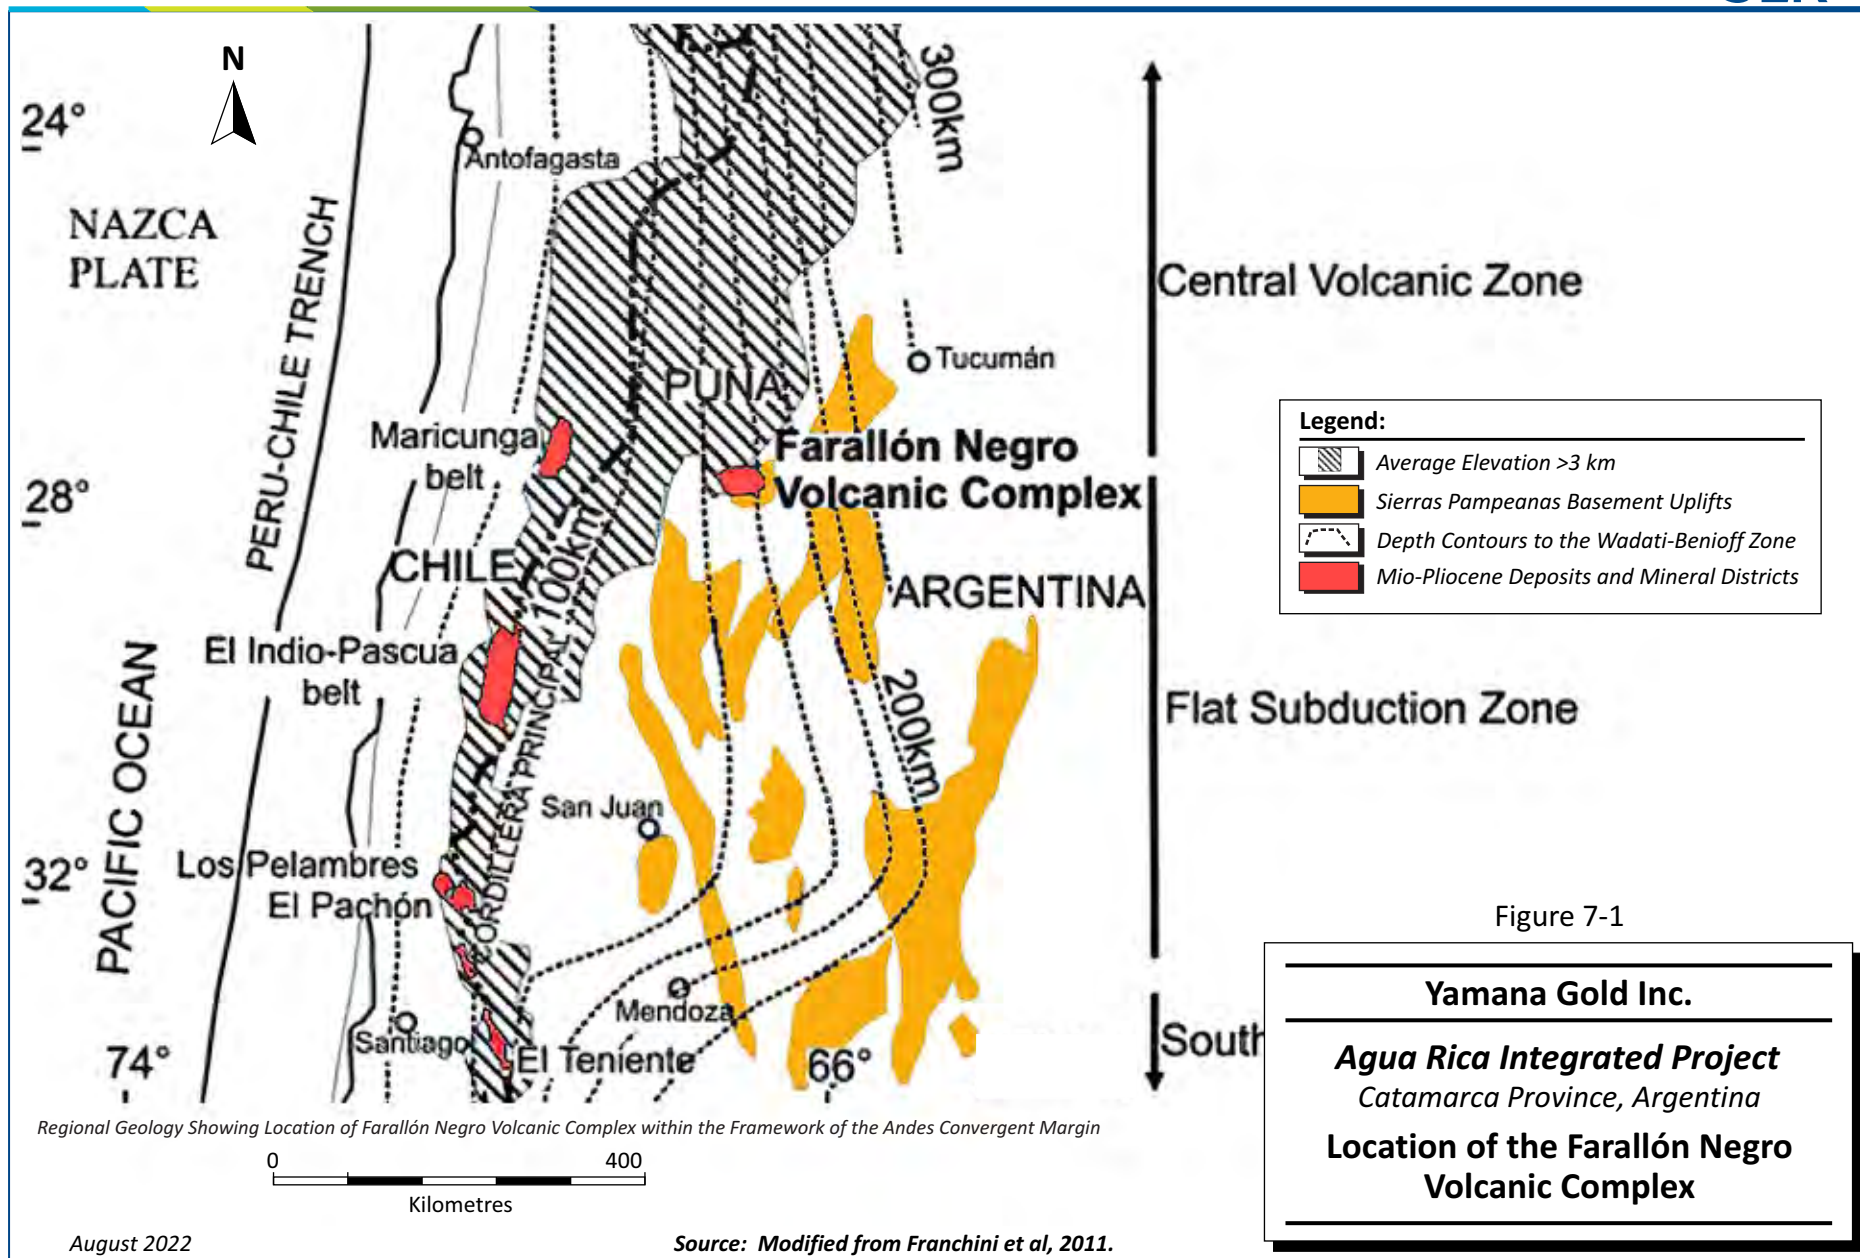 N
24°
Antofagasta
300km
NAZCA
PLATE
PERU-CHILE TRENCH
Central Volcanic Zone
Tucumán
PUNA
Maricunga
belt
Farallón Negro
Volcanic Complex
28°
100km
CHILE
ARGENTINA
El Indio-Pascua
belt
CORDILLERA PRINCIPAL
200km
Flat Subduction Zone
PACIFIC OCEAN
San Juan
Los Pelambres
32°
El Pachón
Mendoza
Santiago
El Teniente
South
74°
66°
Legend:
Average Elevation >3 km
Sierras Pampeanas Basement Uplifts
Depth Contours to the Wadati-Benioff Zone
Mio-Pliocene Deposits and Mineral Districts
Figure 7-1
Yamana Gold Inc.
Agua Rica Integrated Project
Catamarca Province, Argentina
Location of the Farallón Negro
Volcanic Complex
Regional Geology Showing Location of Farallón Negro Volcanic Complex within the Framework of the Andes Convergent Margin
0 400
Kilometres
August 2022
Source: Modified from Franchini et al, 2011.